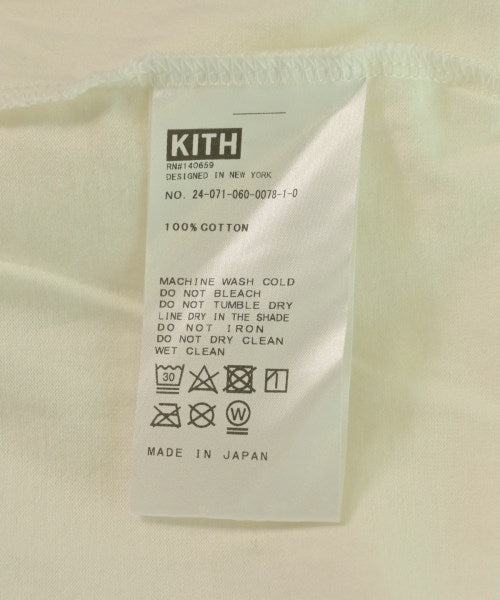 KITH
RN#140659
DESIGNED IN NEW YORK
NO. 24-071-060-0078-1-0
100% COTTON
MACHINE WASH COLD
DO NOT BLEACH
DO NOT TUMBLE DRY
LINE DRY IN THE SHADE
DO NOT IRON
DO NOT DRY CLEAN
WET CLEAN
30
W
MADE IN JAPAN